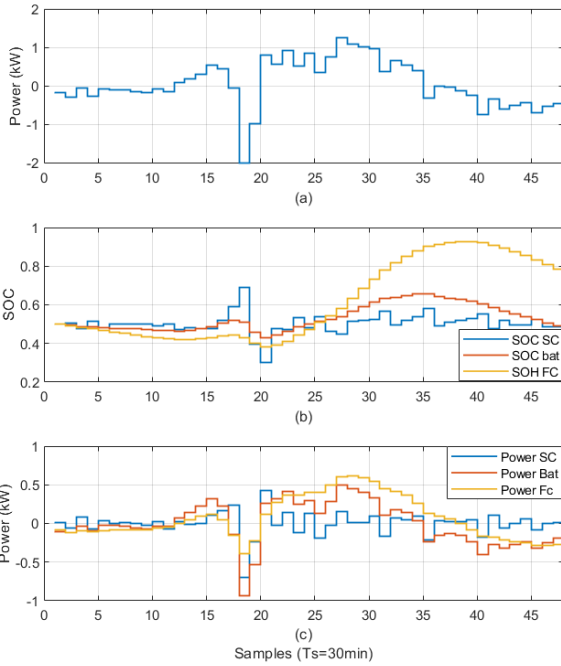 2
1
0
-1
-2
Power (kW)
0 5 10 15 20 25 30 35 40 45
(a)
1
0.8
0.6
0.4
0.2
SOC
SOC SC
SOC bat
SOH FC
0 5 10 15 20 25 30 35 40 45
(b)
1
0.5
0
-0.5
-1
Power (kW)
Power SC
Power Bat
Power Fc
0 5 10 15 20 25 30 35 40 45
(c)
Samples (Ts=30min)